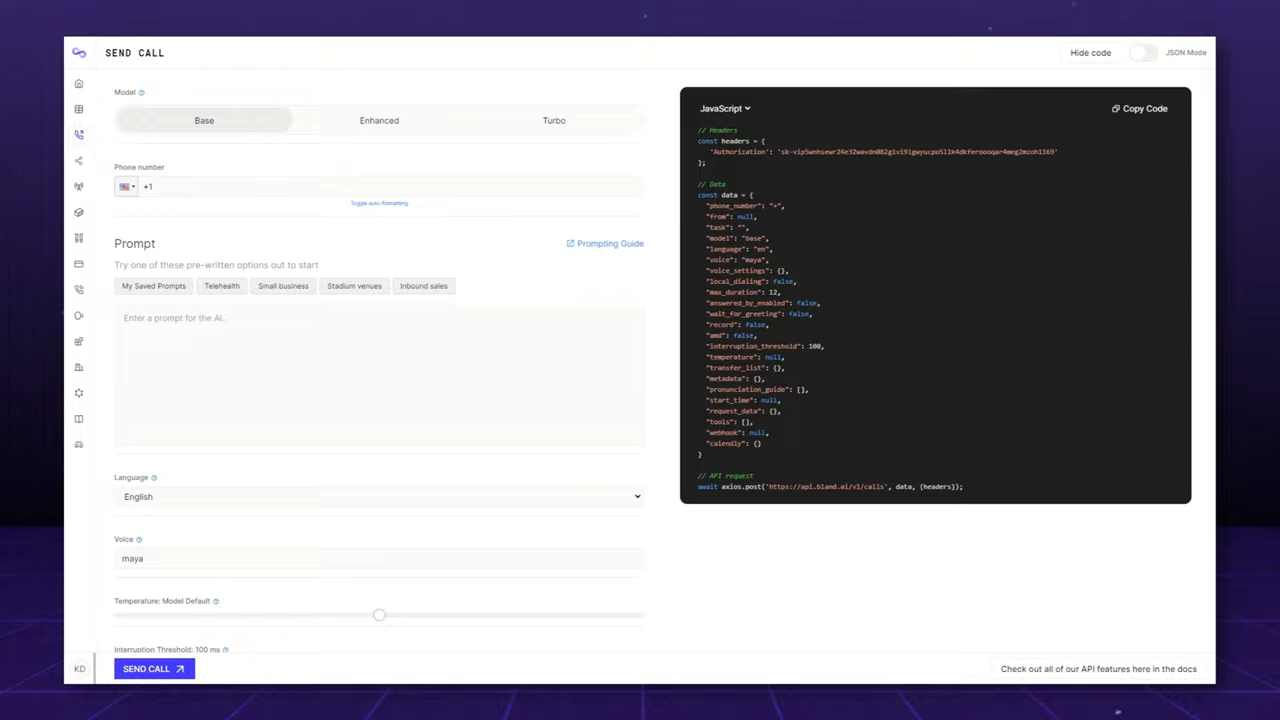 SEND CALL
Hide code
JSON Mode
Model
Base
Enhanced
Turbo
Phone number
+1
Toggle auto-formatting
Prompt
Prompting Guide
Try one of these pre-written options out to start
My Saved Prompts
Telehealth
Small business
Stadium venues
Inbound sales
Enter a prompt for the AI..
Language
English
Voice
maya
Temperature: Model Default
Interruption Threshold: 100 ms
KD
SEND CALL
JavaScript
Copy Code
// Headers
const headers = {
'Authorization':
};
// Data
const data = {
"phone_number": "+",
"from": null,
"task": "",
"model": "base",
"language": "en",
"voice": "maya",
"voice_settings": {},
"local_dialing": false,
"max_duration": 12,
"answered_by_enabled": false,
"wait_for_greeting": false,
"record": false,
"amd": false,
"interruption_threshold": 100,
"temperature": null,
"transfer_list": {},
"metadata": {},
"pronunciation_guide": [],
"start_time": null,
"request_data": {},
"tools": [],
"webhook": null,
"calendly": {}
}
// API request
await axios.post('https://api.bland.ai/v1/calls', data, {headers});
Check out all of our API features here in the docs